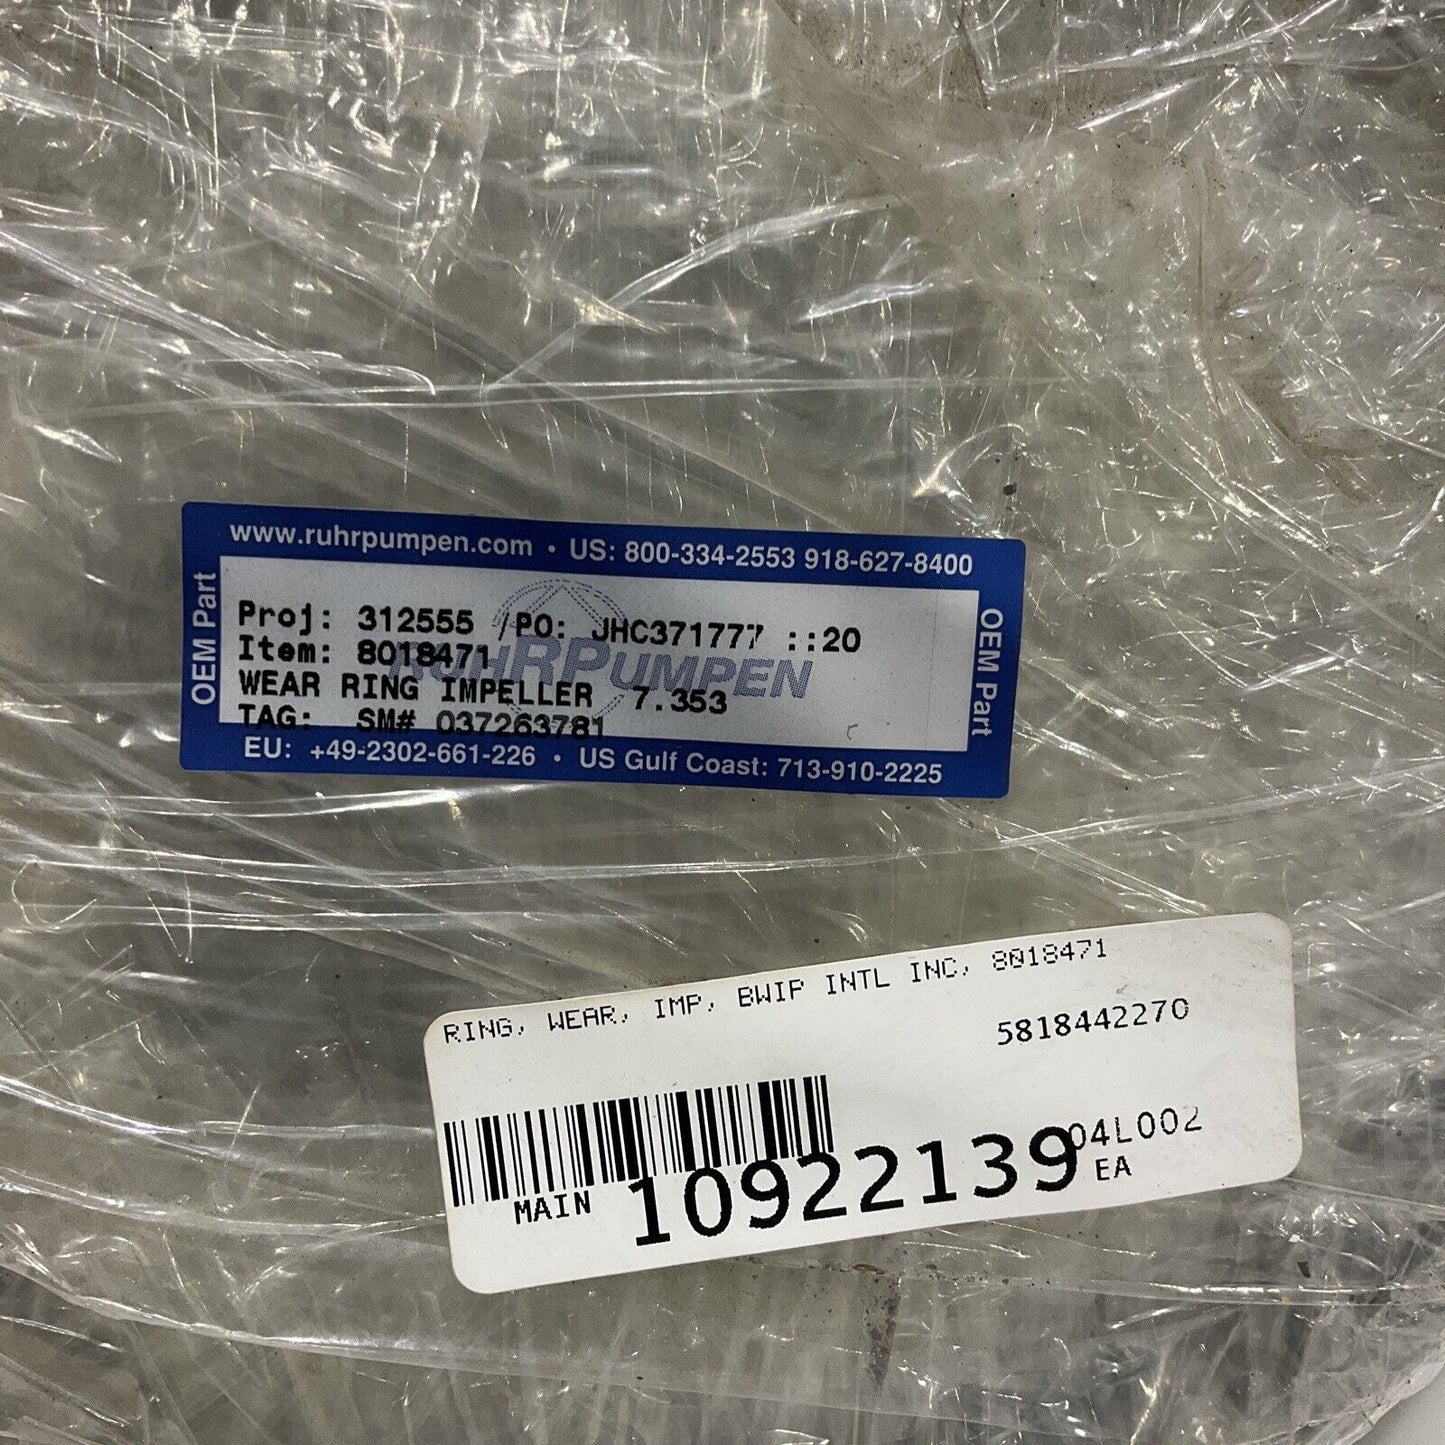 www.ruhrpumpen.com • US: 800-334-2553 918-627-8400
OEM Part
Proj: 312555 /PO: JHC371777 ::20
Item: 8018471
RUHRPUMPEN
WEAR RING IMPELLER 7.353
TAG: SM# 037263781
OEM Part
EU: +49-2302-661-226 • US Gulf Coast: 713-910-2225
RING, WEAR, IMP, BWIP INTL INC, 8018471
5818442270
04L002
MAIN 10922139 EA